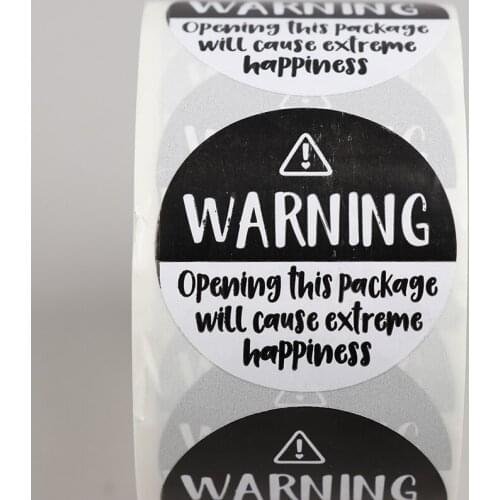 WARNING
Opening this package
will cause extreme
happiness
WARNING
Opening this package
will cause extreme
happiness
WARNING